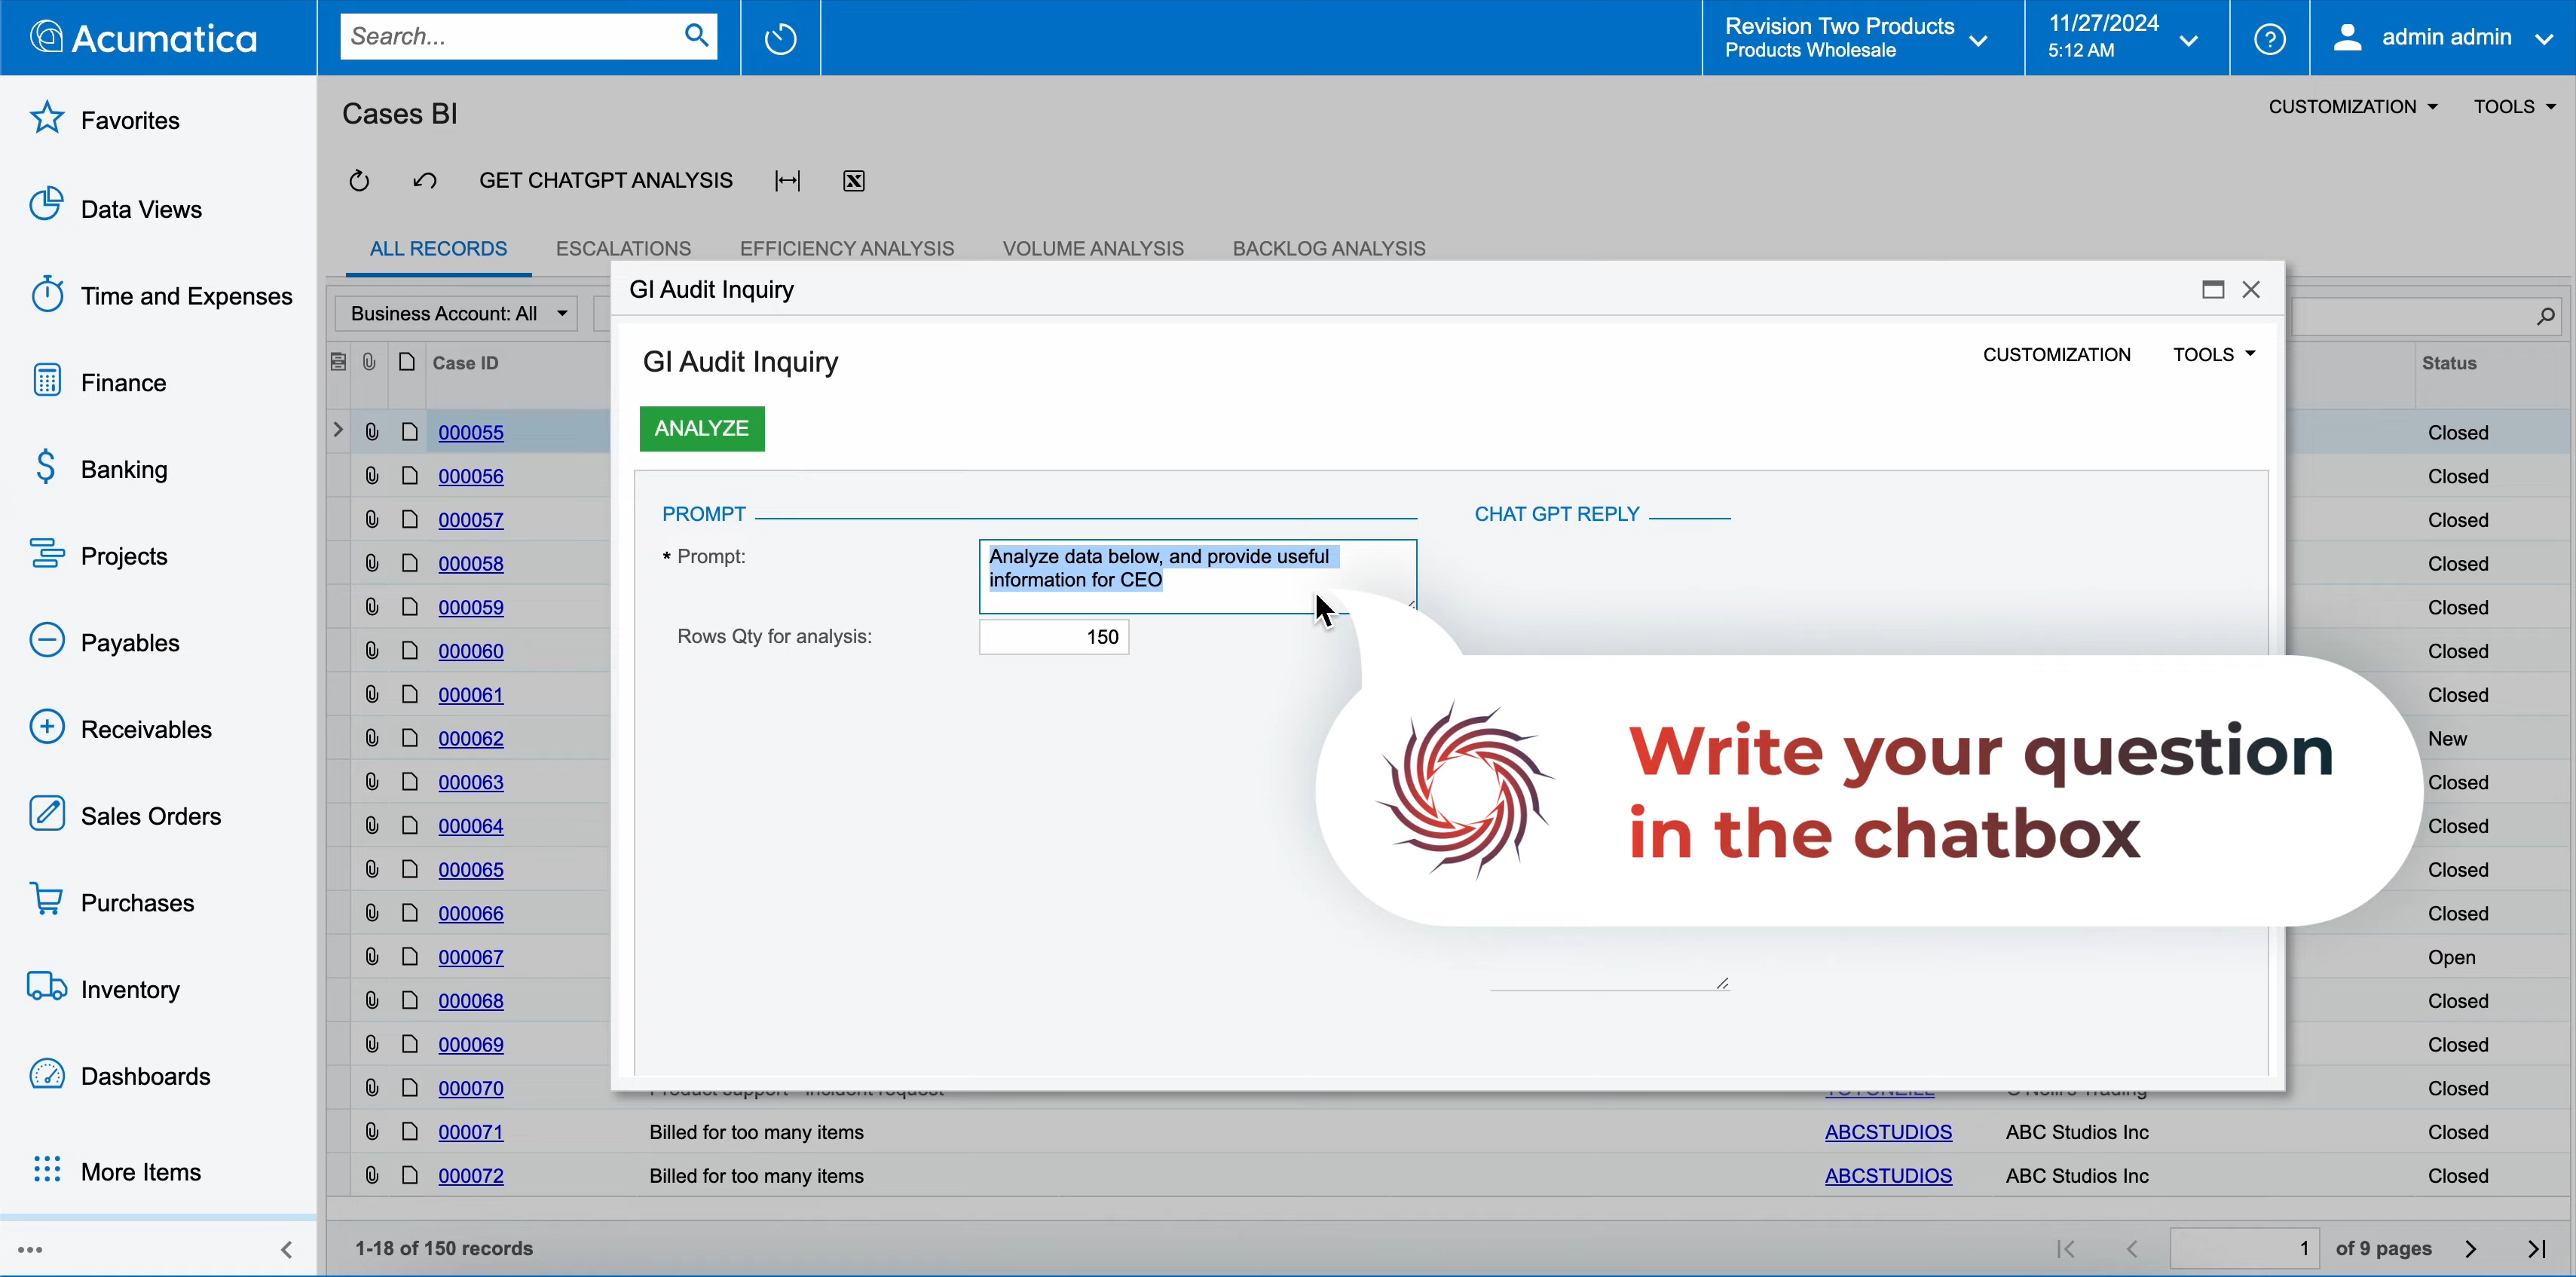 Acumatica
Search...
Revision Two Products
Products Wholesale
11/27/2024
5:12 AM
admin admin
Favorites
Data Views
Time and Expenses
Finance
Banking
Projects
Payables
Receivables
Sales Orders
Purchases
Inventory
Dashboards
More Items
Cases BI
CUSTOMIZATION
TOOLS
GET CHATGPT ANALYSIS
ALL RECORDS
ESCALATIONS
EFFICIENCY ANALYSIS
VOLUME ANALYSIS
BACKLOG ANALYSIS
Business Account: All
Case ID
Status
000055
Closed
000056
Closed
000057
Closed
000058
Closed
000059
Closed
000060
Closed
000061
Closed
000062
New
000063
Closed
000064
Closed
000065
Closed
000066
Closed
000067
Open
000068
Closed
000069
Closed
000070
Closed
000071
Billed for too many items
ABCSTUDIOS
ABC Studios Inc
Closed
000072
Billed for too many items
ABCSTUDIOS
ABC Studios Inc
Closed
1-18 of 150 records
1
of 9 pages
GI Audit Inquiry
GI Audit Inquiry
CUSTOMIZATION
TOOLS
ANALYZE
PROMPT
* Prompt:
Analyze data below, and provide useful
information for CEO
Rows Qty for analysis:
150
CHAT GPT REPLY
Write your question
in the chatbox